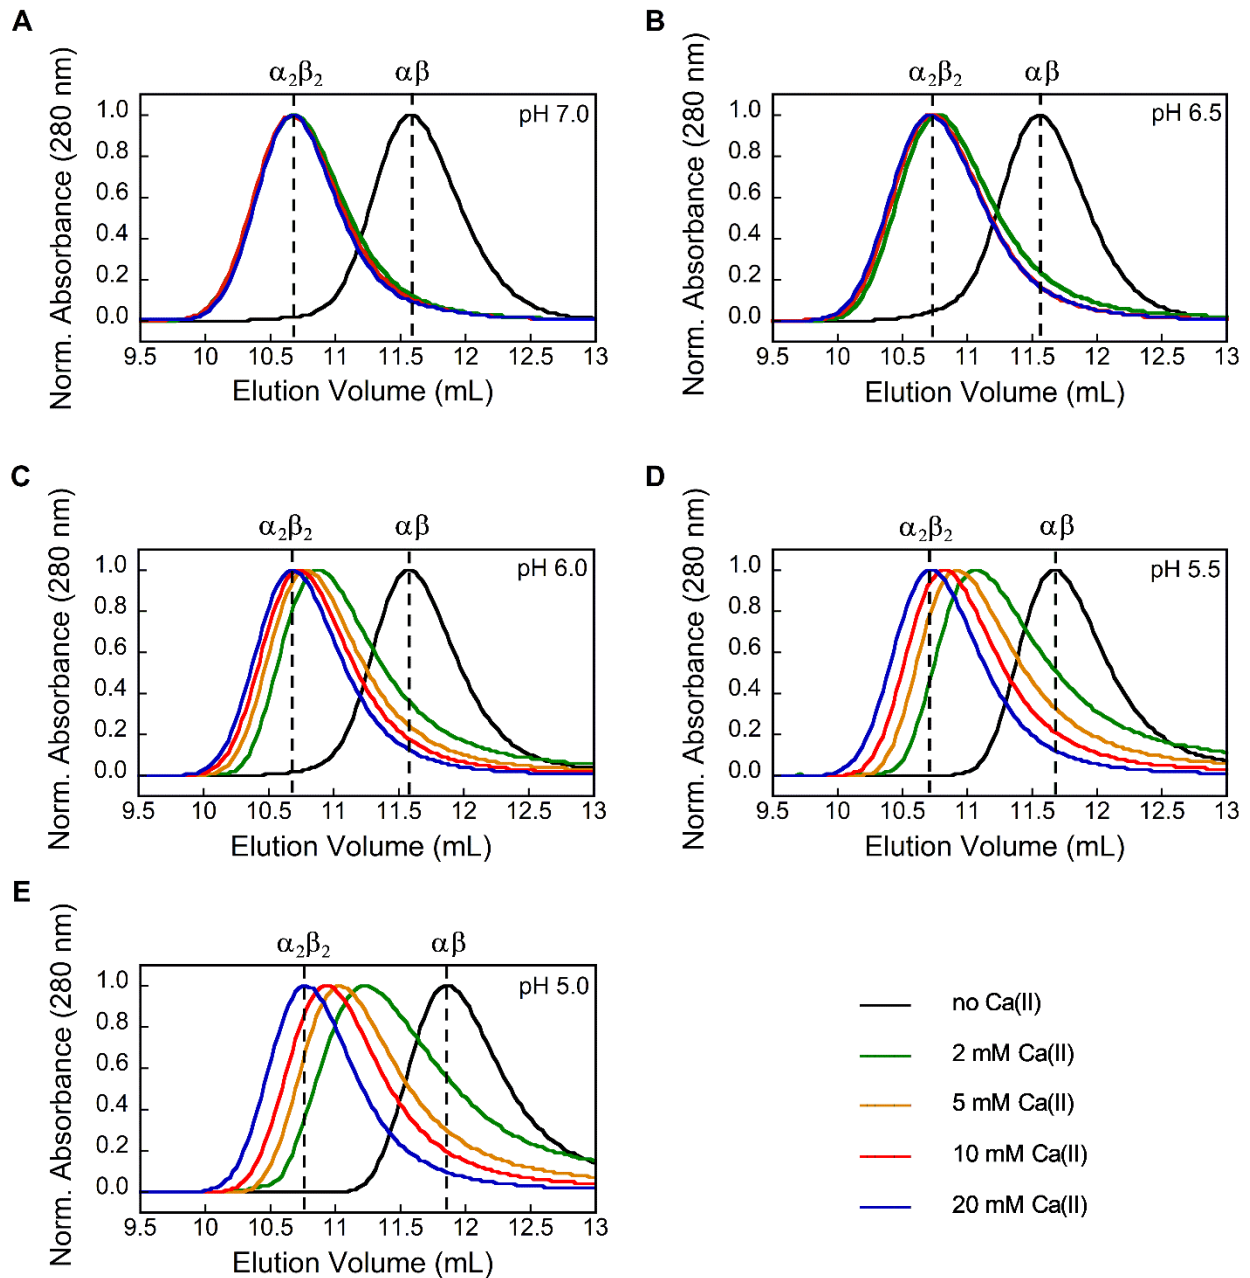 A
α₂β₂ αβ
pH 7.0
Norm. Absorbance (280 nm)
1.0
0.8
0.6
0.4
0.2
0.0
9.5 10 10.5 11 11.5 12 12.5 13
Elution Volume (mL)
B
α₂β₂ αβ
pH 6.5
Norm. Absorbance (280 nm)
1.0
0.8
0.6
0.4
0.2
0.0
9.5 10 10.5 11 11.5 12 12.5 13
Elution Volume (mL)
C
α₂β₂ αβ
pH 6.0
Norm. Absorbance (280 nm)
1.0
0.8
0.6
0.4
0.2
0.0
9.5 10 10.5 11 11.5 12 12.5 13
Elution Volume (mL)
D
α₂β₂ αβ
pH 5.5
Norm. Absorbance (280 nm)
1.0
0.8
0.6
0.4
0.2
0.0
9.5 10 10.5 11 11.5 12 12.5 13
Elution Volume (mL)
E
α₂β₂ αβ
pH 5.0
Norm. Absorbance (280 nm)
1.0
0.8
0.6
0.4
0.2
0.0
9.5 10 10.5 11 11.5 12 12.5 13
Elution Volume (mL)
no Ca(II)
2 mM Ca(II)
5 mM Ca(II)
10 mM Ca(II)
20 mM Ca(II)